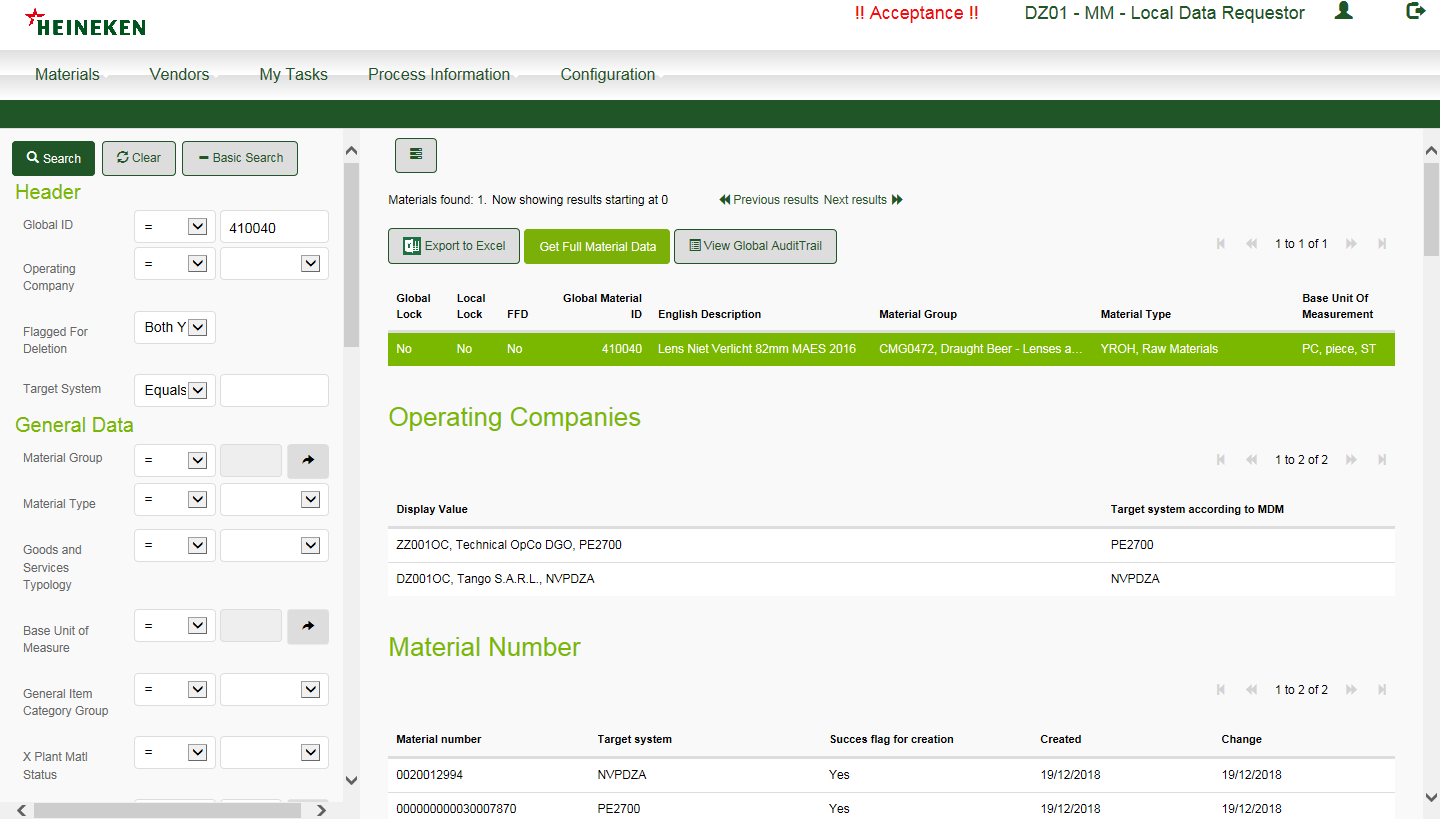 HEINEKEN
!! Acceptance !!
DZ01 - MM - Local Data Requestor
Materials Vendors My Tasks Process Information Configuration
Search Clear Basic Search
Header
Global ID = 410040
Operating Company =
Flagged For Deletion Both Y
Target System Equals
General Data
Material Group =
Material Type =
Goods and Services Typology =
Base Unit of Measure =
General Item Category Group =
X Plant Matl Status =
Materials found: 1. Now showing results starting at 0 Previous results Next results
Export to Excel Get Full Material Data View Global AuditTrail 1 to 1 of 1
Global Lock Local Lock FFD Global Material ID English Description Material Group Material Type Base Unit Of Measurement
No No No 410040 Lens Niet Verlicht 82mm MAES 2016 CMG0472, Draught Beer - Lenses a... YROH, Raw Materials PC, piece, ST
Operating Companies
1 to 2 of 2
Display Value Target system according to MDM
ZZ001OC, Technical OpCo DGO, PE2700 PE2700
DZ001OC, Tango S.A.R.L., NVPDZA NVPDZA
Material Number
1 to 2 of 2
Material number Target system Succes flag for creation Created Change
0020012994 NVPDZA Yes 19/12/2018 19/12/2018
000000000030007870 PE2700 Yes 19/12/2018 19/12/2018